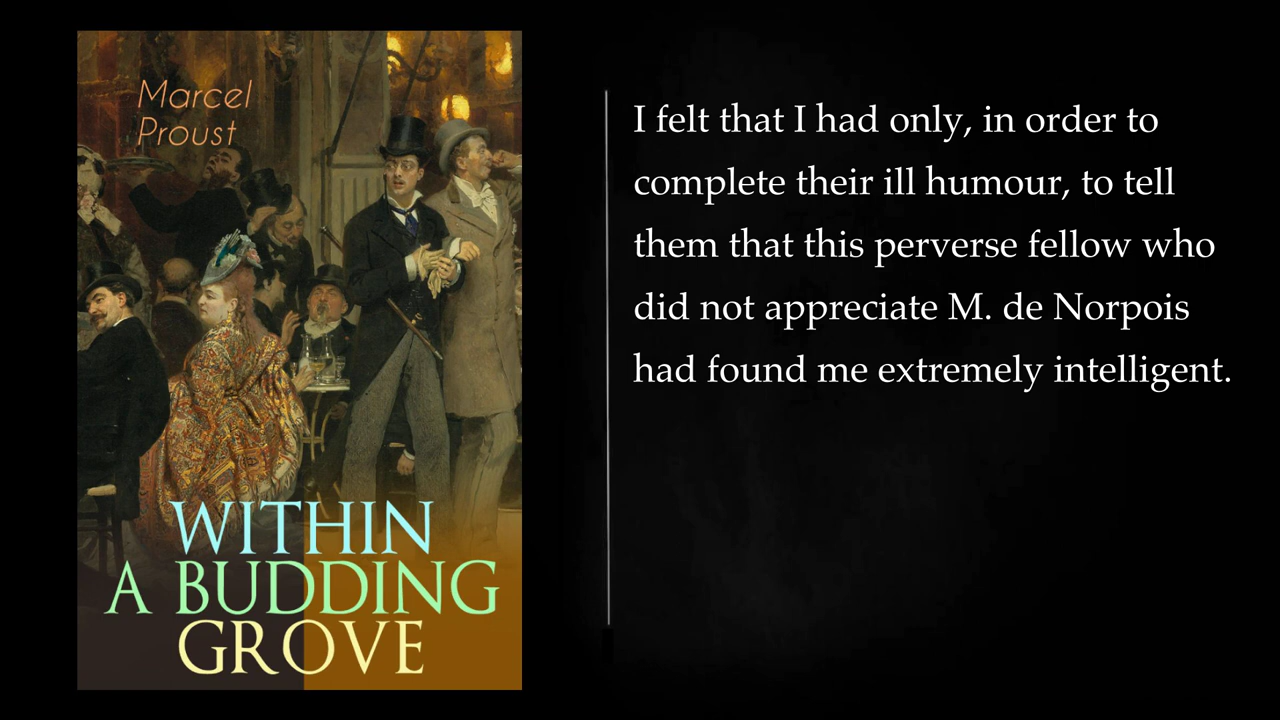 Marcel
Proust
WITHIN
A BUDDING
GROVE
I felt that I had only, in order to
complete their ill humour, to tell
them that this perverse fellow who
did not appreciate M. de Norpois
had found me extremely intelligent.